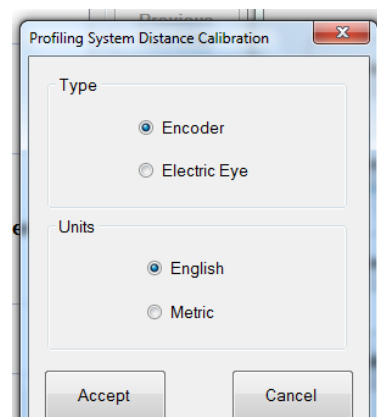 Previous
Profiling System Distance Calibration
Type
Encoder
Electric Eye
Units
English
Metric
Accept
Cancel